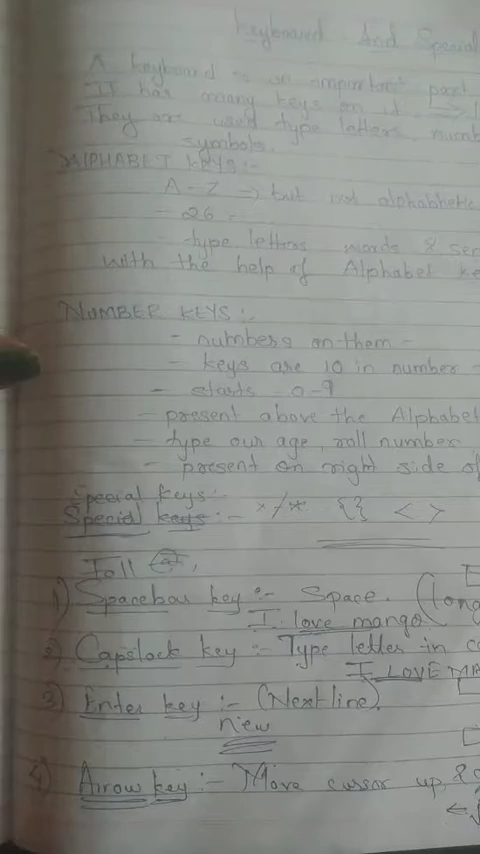 Keyboard And Special
A keyboard is an important part
It has many keys on it
They are used type letters, numb
symbols.
ALPHABET KEYS:-
A-Z → but not alphabhetic
- 26
- type letters words & sen
with the help of Alphabet ke
NUMBER KEYS:-
- numbers on them -
- keys are 10 in number -
- starts 0-9
- present above the Alphabet
- type our age, roll number
- present on right side of
Special keys:-
Special keys:- */* {} < >
1) Spacebar key:- Space. (long
I love mango
2) Capslock key:- Type letter in c
I LOVE MA
3) Enter key:- (Next line)
new
4) Arrow key:- Move cursor up, &